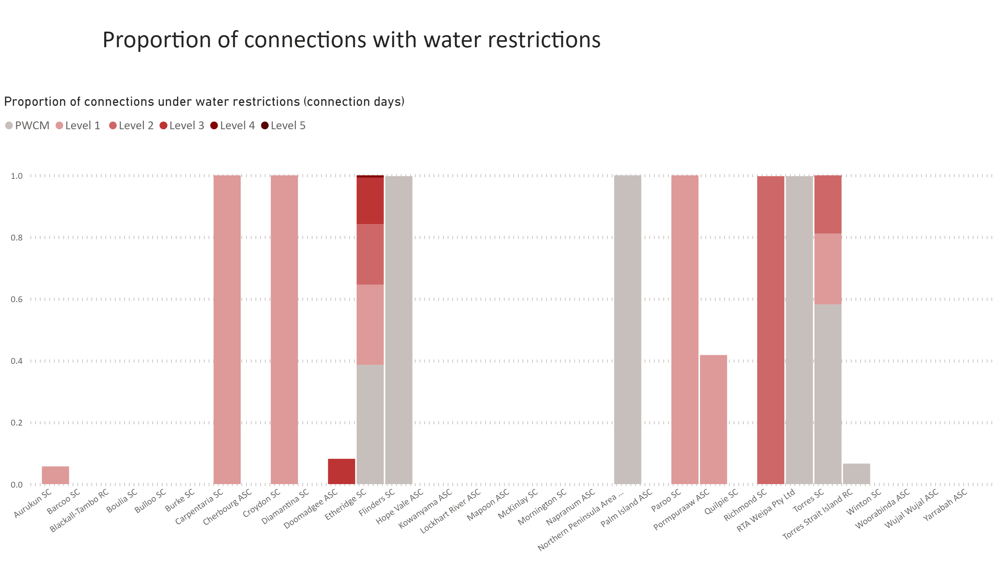 Proportion of connections with water restrictions
Proportion of connections under water restrictions (connection days)
PWCM Level 1 Level 2 Level 3 Level 4 Level 5
1.0
0.8
0.6
0.4
0.2
0.0
Aurukun SC
Barcoo SC
Blackall-Tambo RC
Boulia SC
Bulloo SC
Burke SC
Carpentaria SC
Cherbourg ASC
Croydon SC
Diamantina SC
Doomadgee ASC
Etheridge SC
Flinders SC
Hope Vale ASC
Kowanyama ASC
Lockhart River ASC
Mapoon ASC
McKinlay SC
Mornington SC
Napranum ASC
Northern Peninsula Area ...
Palm Island ASC
Paroo SC
Pormpuraaw ASC
Quilpie SC
Richmond SC
RTA Weipa Pty Ltd
Torres SC
Torres Strait Island RC
Winton SC
Woorabinda ASC
Wujal Wujal ASC
Yarrabah ASC